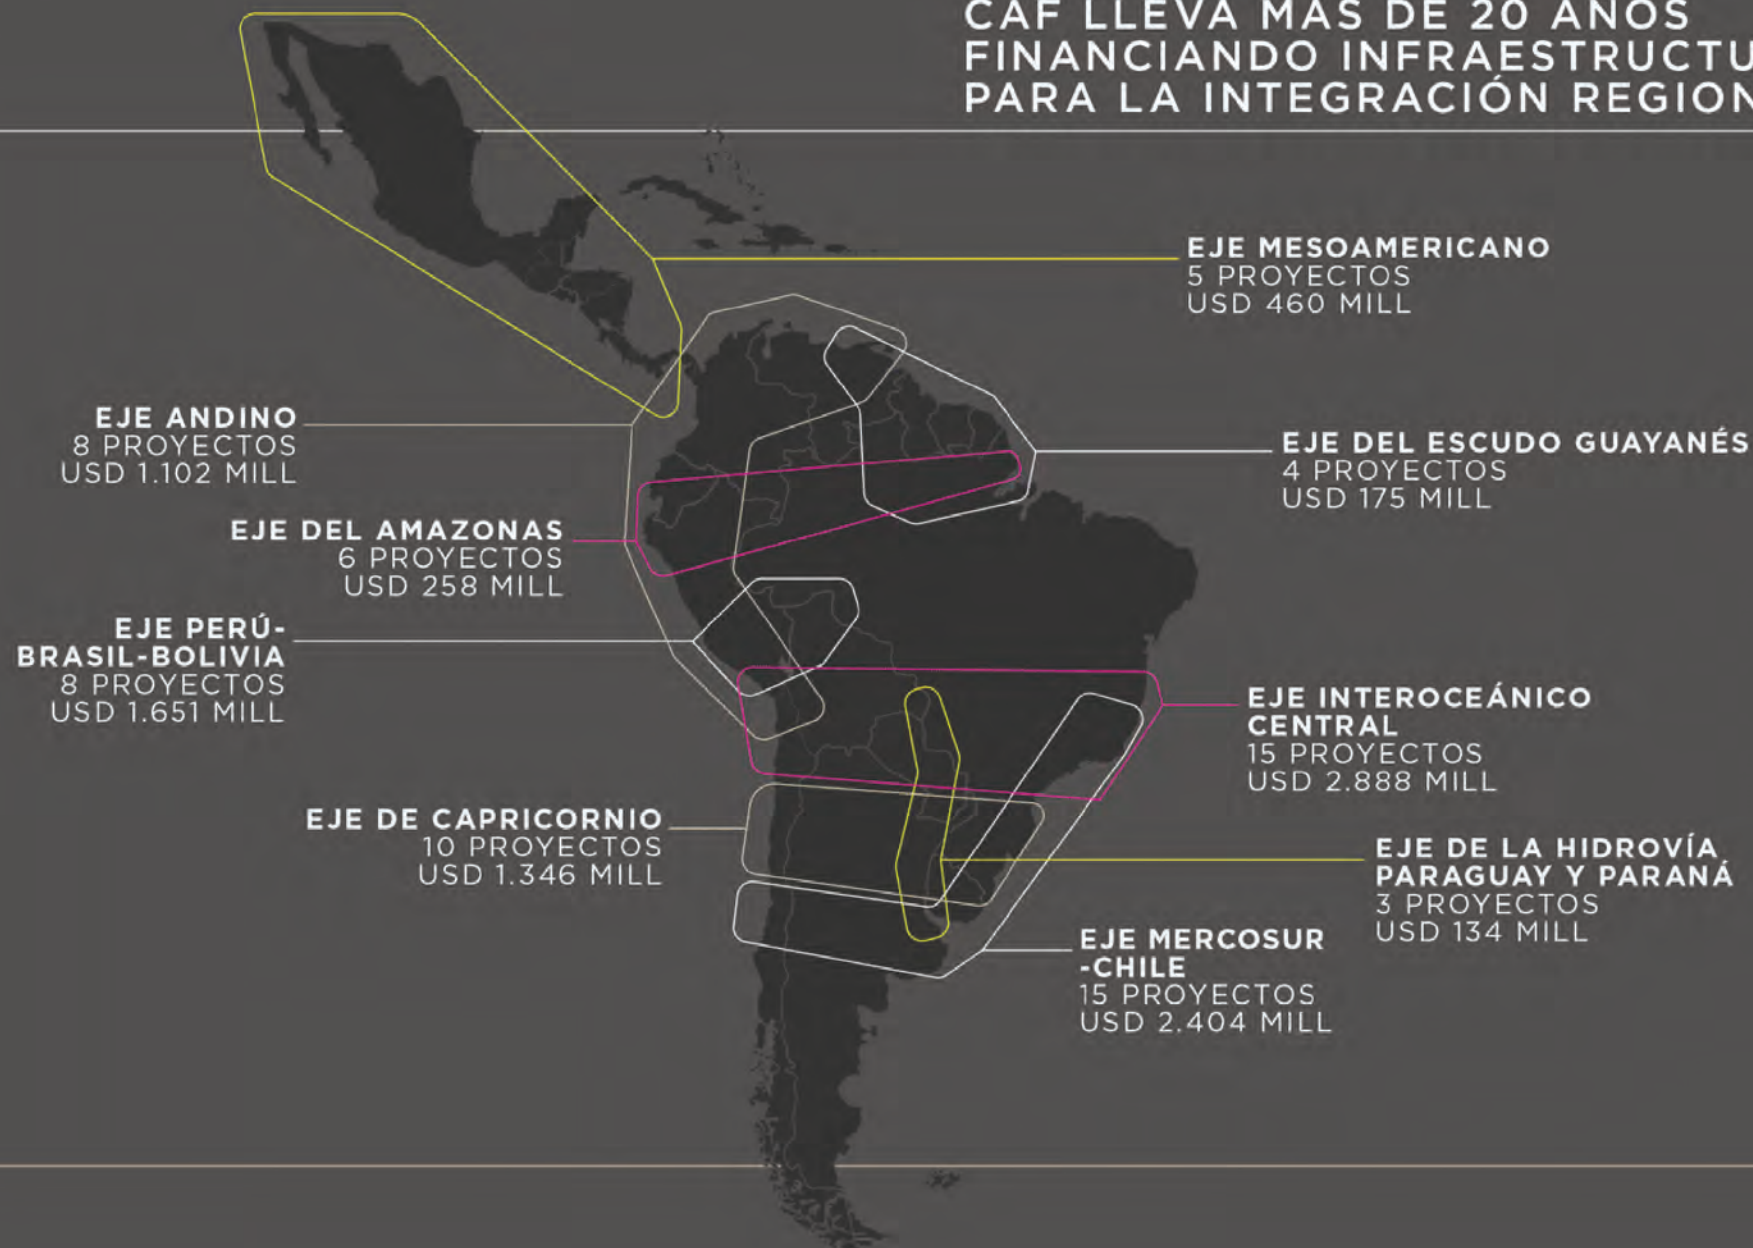 CAF LLEVA MÁS DE 20 AÑOS
FINANCIANDO
PARA LA INTEGRACIÓN
EJE MESOAMERICANO
5 PROYECTOS
USD 460 MILL
EJE ANDINO
8 PROYECTOS
USD 1.102 MILL
EJE DEL ESCUDO GUAYANÉS
4 PROYECTOS
USD 175 MILL
EJE DEL AMAZONAS
6 PROYECTOS
USD 258 MILL
EJE PERÚ-
BRASIL-BOLIVIA
8 PROYECTOS
USD 1.651 MILL
EJE INTEROCEÁNICO
CENTRAL
15 PROYECTOS
USD 2.888 MILL
EJE DE CAPRICORNIO
10 PROYECTOS
USD 1.346 MILL
EJE DE LA HIDROVÍA
PARAGUAY Y PARANÁ
3 PROYECTOS
USD 134 MILL
EJE MERCOSUR
-CHILE
15 PROYECTOS
USD 2.404 MILL